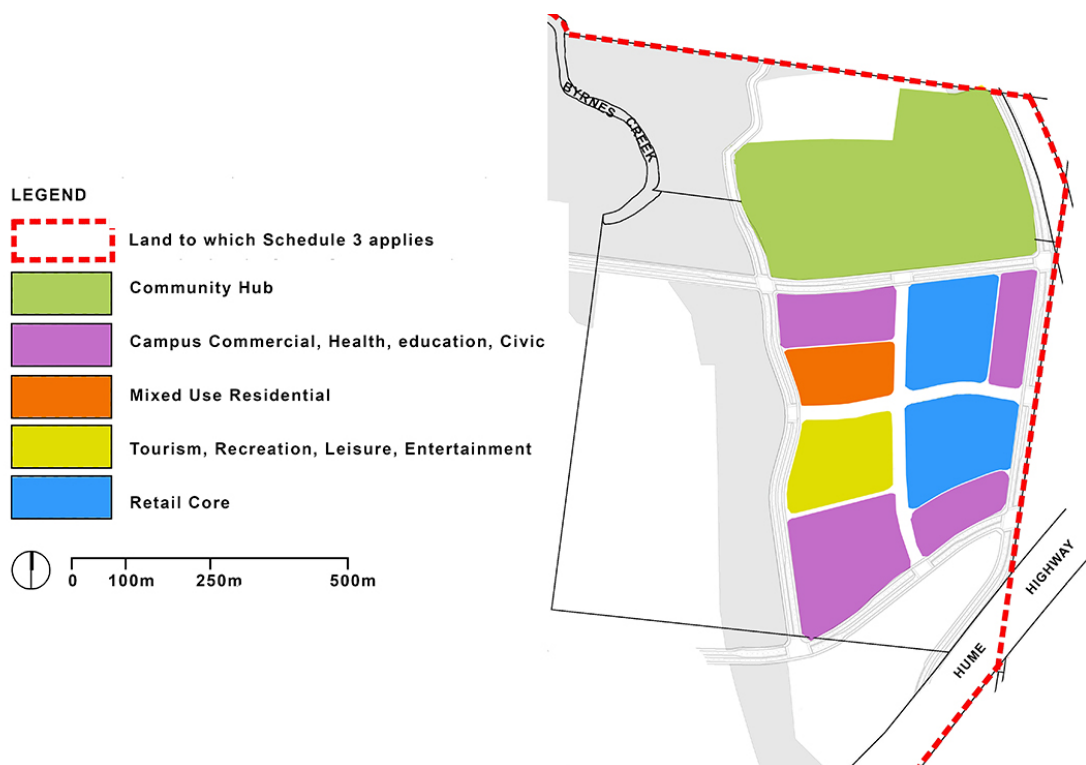 LEGEND
Land to which Schedule 3 applies
Community Hub
Campus Commercial, Health, education, Civic
Mixed Use Residential
Tourism, Recreation, Leisure, Entertainment
Retail Core
0 100m 250m 500m
BYRNES CREEK
HUME HIGHWAY